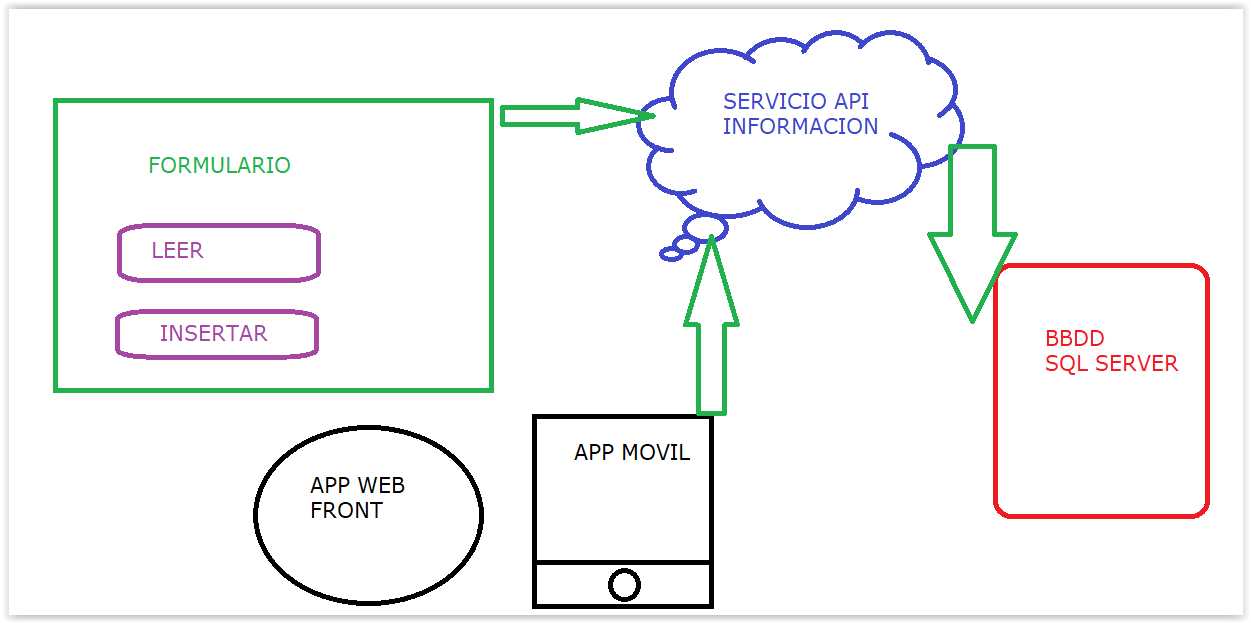 SERVICIO API
INFORMACION
FORMULARIO
LEER
INSERTAR
BBDD
SQL SERVER
APP MOVIL
APP WEB
FRONT